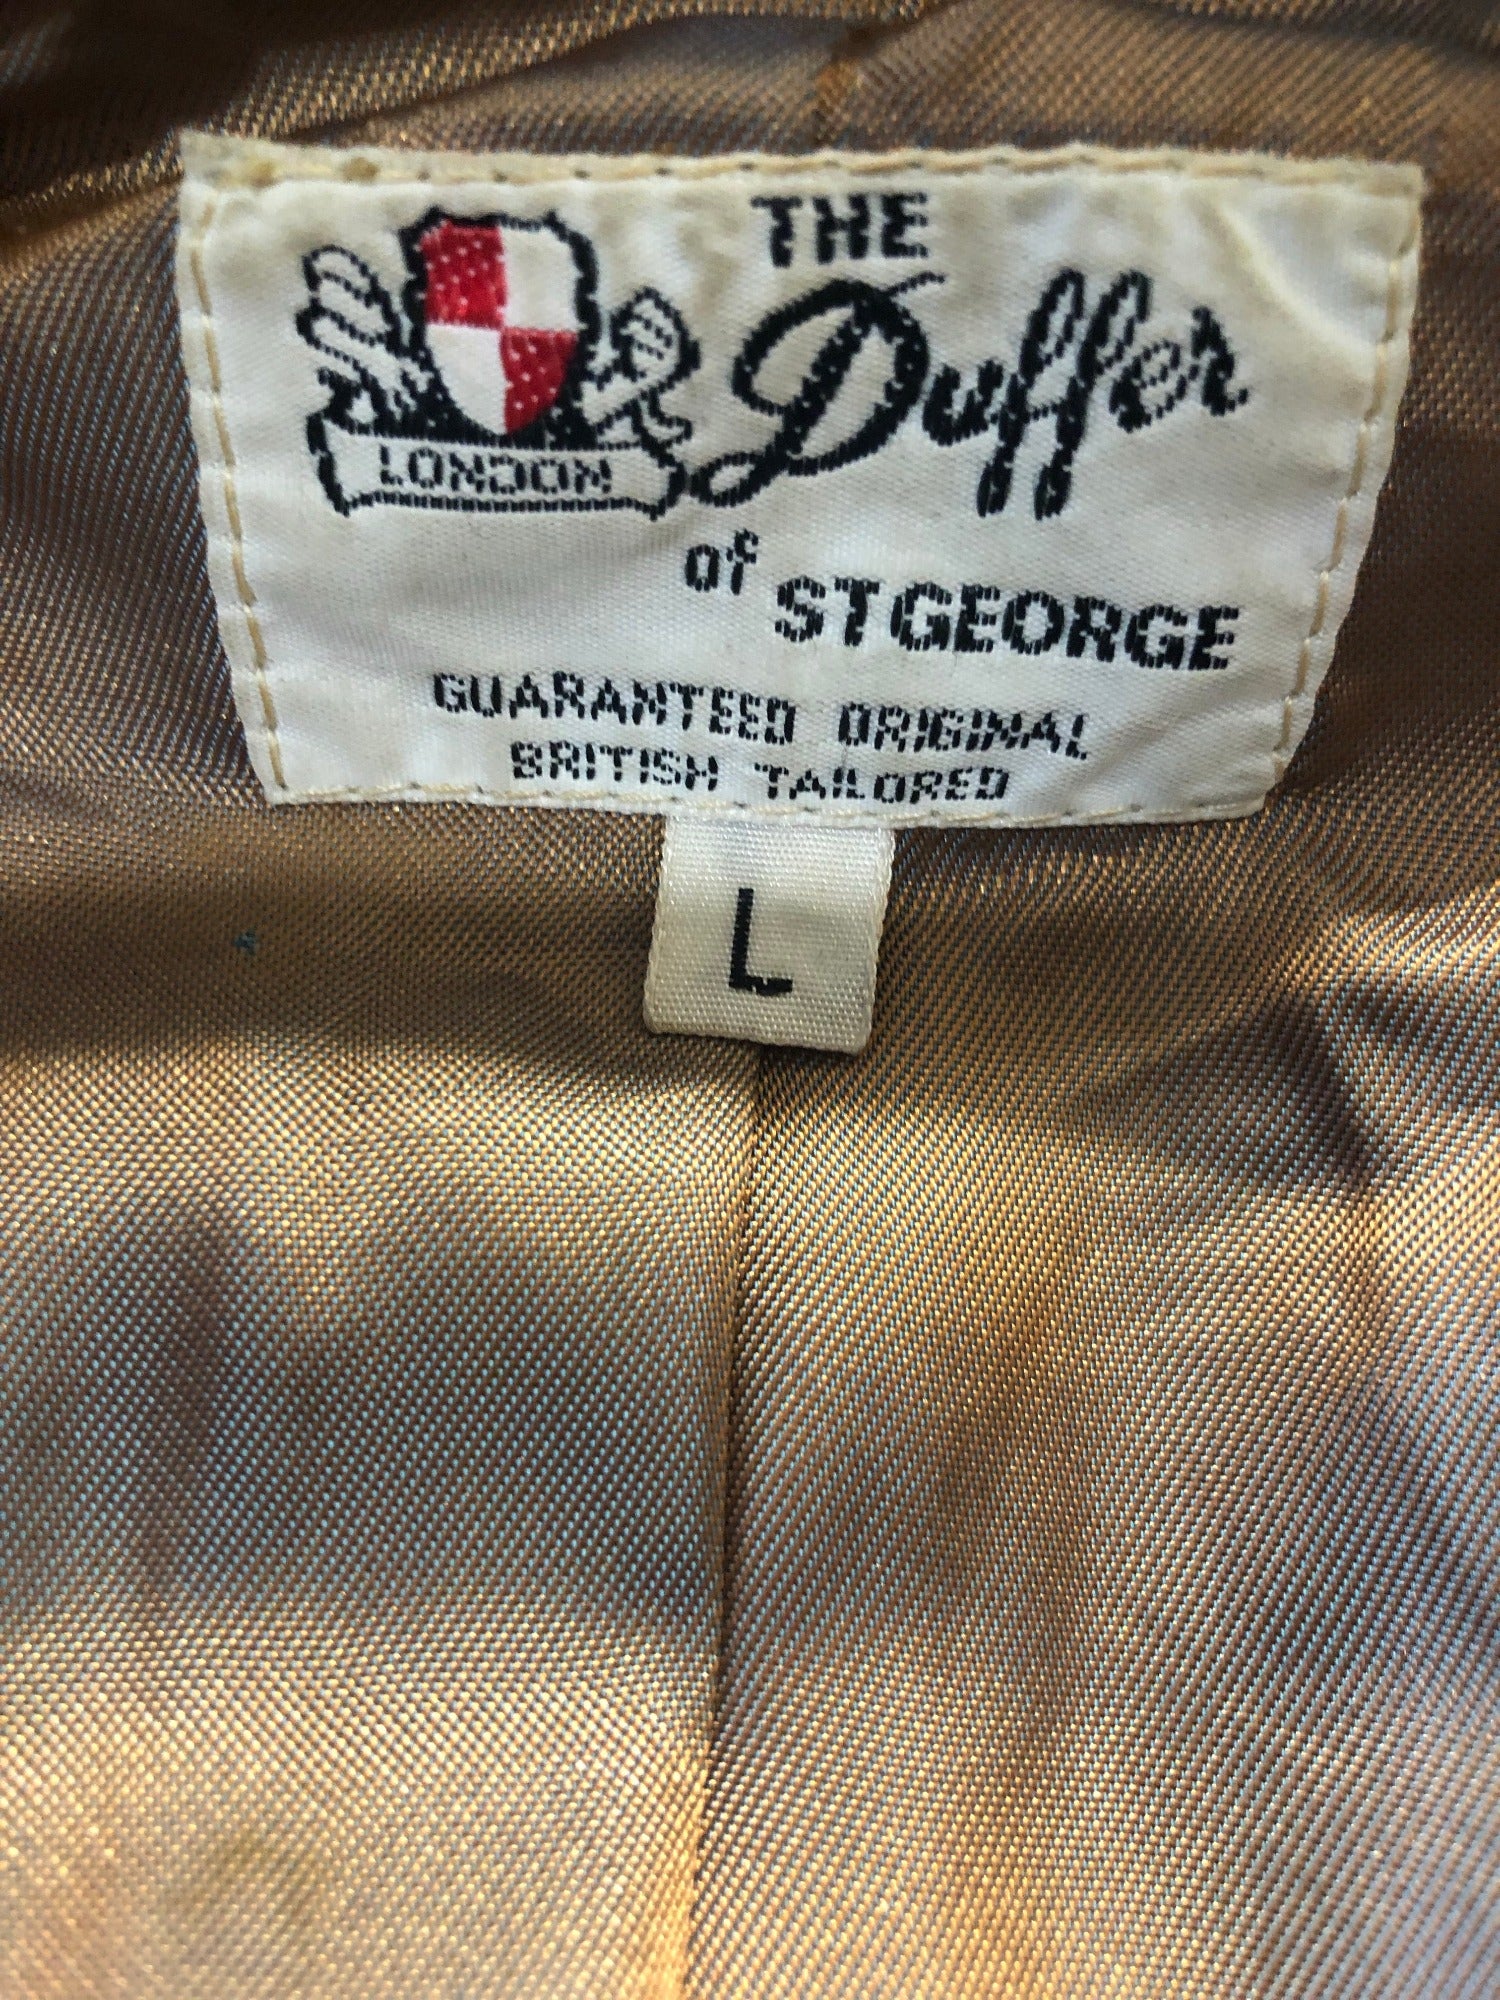 THE
Duffer
LONDON
of
ST GEORGE
GUARANTEED ORIGINAL
BRITISH TAILORED
L